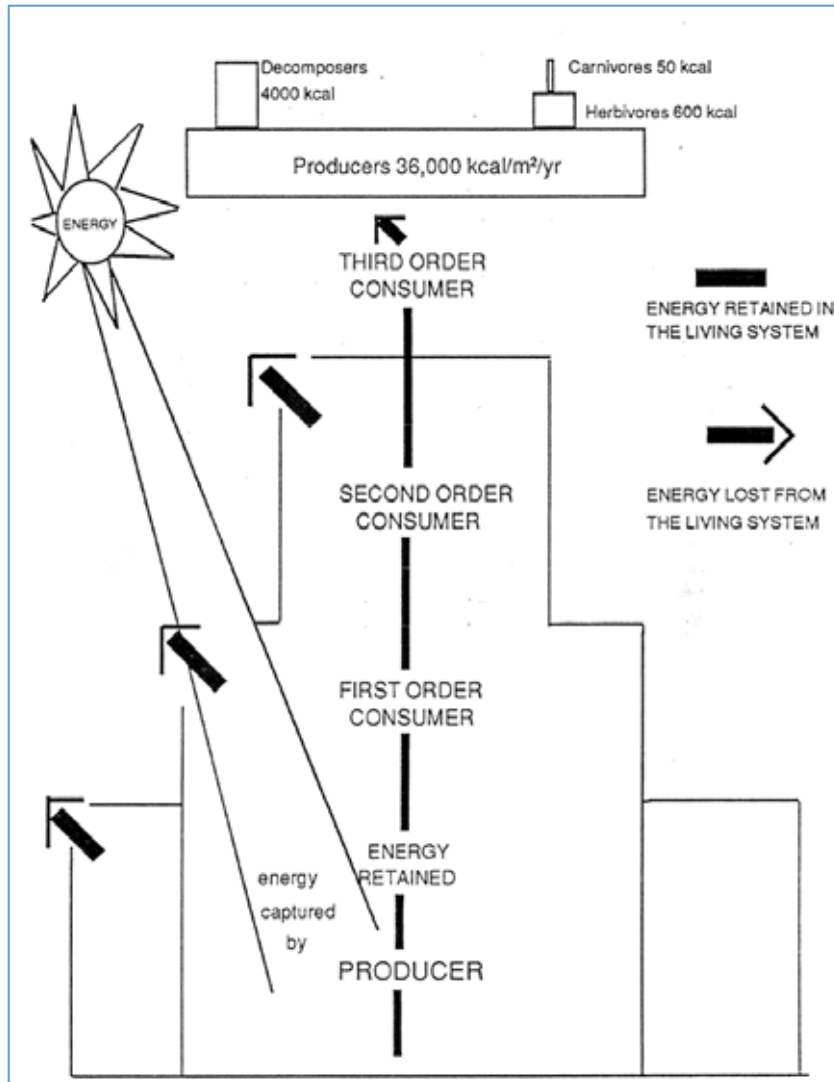 Decomposers
4000 kcal
Carnivores 50 kcal
Herbivores 600 kcal
Producers 36,000 kcal/m²/yr
ENERGY
THIRD ORDER
CONSUMER
ENERGY RETAINED IN
THE LIVING SYSTEM
SECOND ORDER
CONSUMER
ENERGY LOST FROM
THE LIVING SYSTEM
FIRST ORDER
CONSUMER
ENERGY
RETAINED
energy
captured
by
PRODUCER